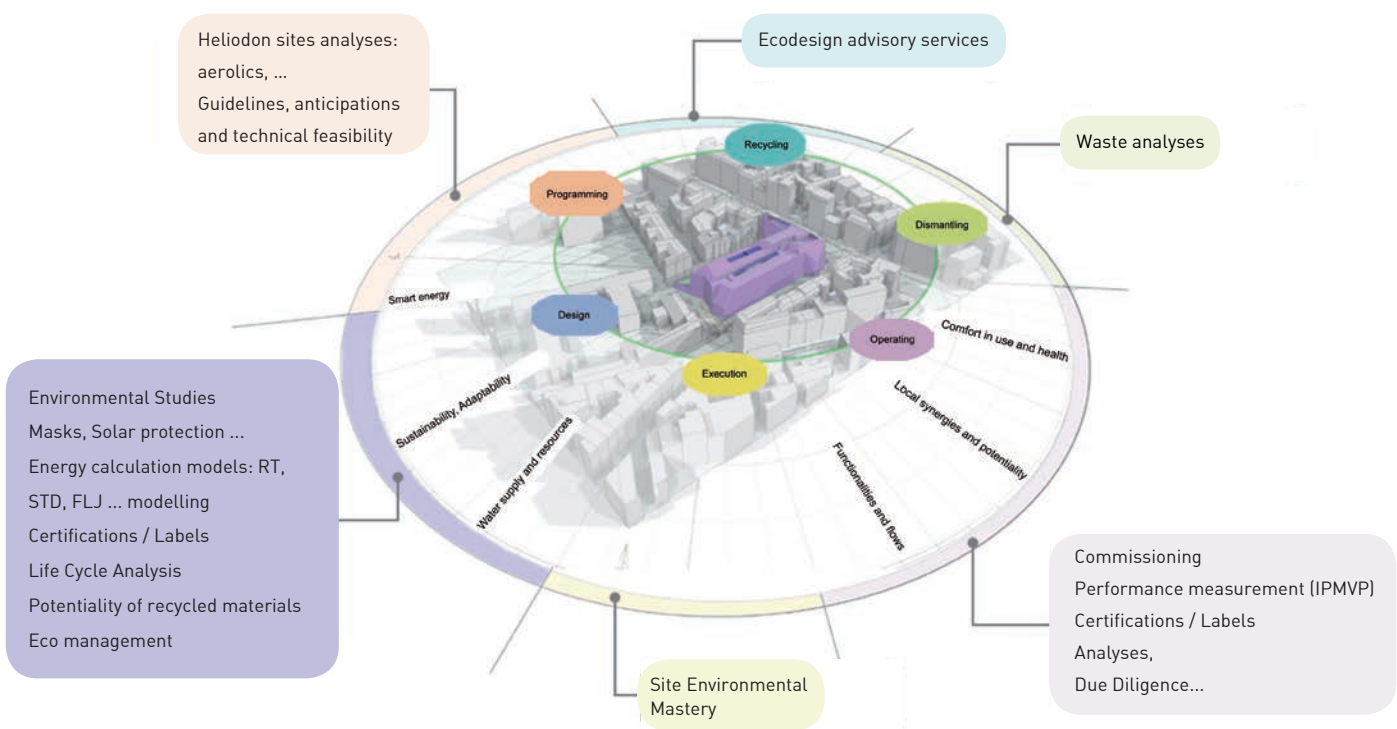 Heliodon sites analyses:
aerolics, ...
Guidelines, anticipations
and technical feasibility
Ecodesign advisory services
Waste analyses
Recycling
Programming
Dismantling
Smart energy
Design
Operating
Comfort in use and health
Execution
Environmental Studies
Masks, Solar protection ...
Energy calculation models: RT,
STD, FLJ ... modelling
Certifications / Labels
Life Cycle Analysis
Potentiality of recycled materials
Eco management
Sustainability, Adaptability
Water supply and resources
Local synergies and potentiality
Functionalities and flows
Commissioning
Performance measurement (IPMVP)
Certifications / Labels
Analyses,
Due Diligence...
Site Environmental
Mastery